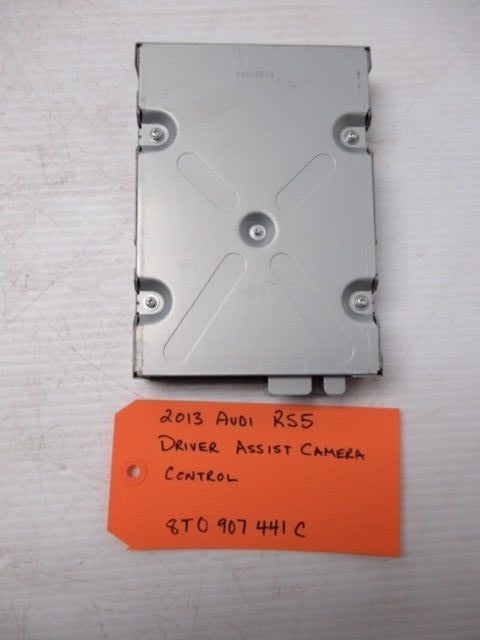 2013 AUDI RS5
DRIVER ASSIST CAMERA
CONTROL
8T0 907 441 C